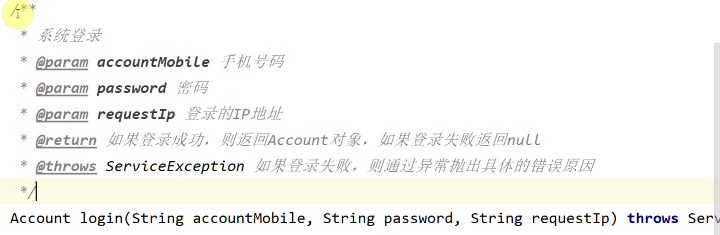 /**
* 系统登录
* @param accountMobile 手机号码
* @param password 密码
* @param requestIp 登录的IP地址
* @return 如果登录成功，则返回Account对象，如果登录失败返回null
* @throws ServiceException 如果登录失败，则通过异常抛出具体的错误原因
*/
Account login(String accountMobile, String password, String requestIp) throws Serv